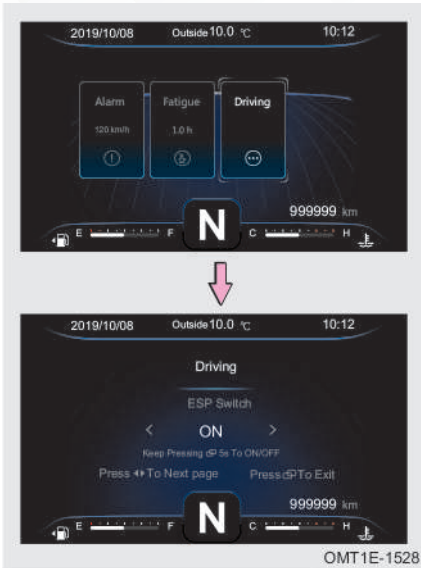 2019/10/08 Outside 10.0 ℃ 10:12
Alarm Fatigue Driving
120 km/h 1.0 h
999999 km
E F N C H
2019/10/08 Outside 10.0 ℃ 10:12
Driving
ESP Switch
< ON >
Keep Pressing 5s To ON/OFF
Press To Next page Press To Exit
999999 km
E F N C H
OMT1E-1528